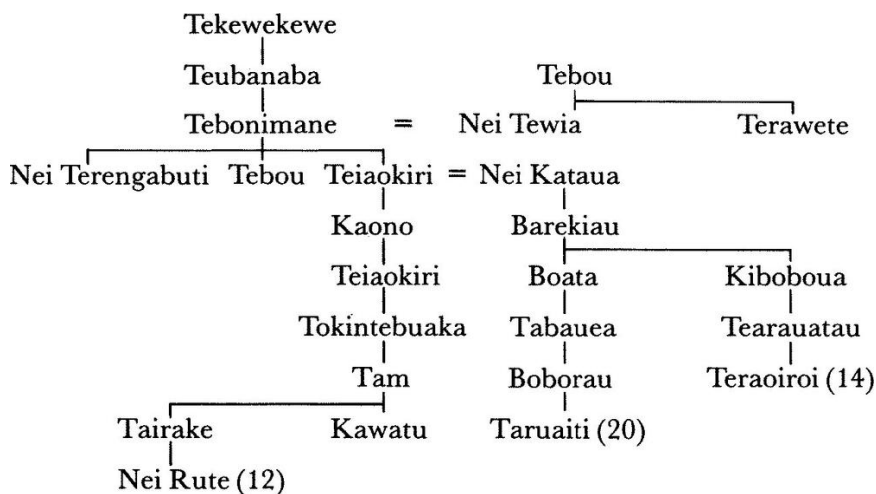 Tekewekewe
Teubanaba Tebou
Tebonimane = Nei Tewia Terawete
Nei Terengabuti Tebou Teiaokiri = Nei Kataua
Kaono Barekiau
Teiaokiri Boata Kiboboua
Tokintebuaka Tabauea Tearauatau
Tam Boborau Teraoiroi (14)
Tairake Kawatu Taruaiti (20)
Nei Rute (12)